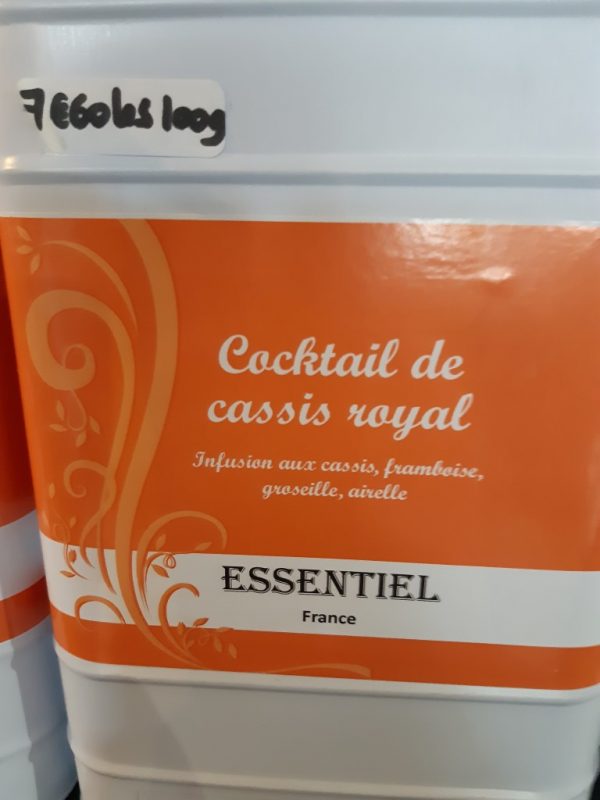 7€60 les 100g
Cocktail de
cassis royal
Infusion aux cassis, framboise,
groseille, airelle
ESSENTIEL
France